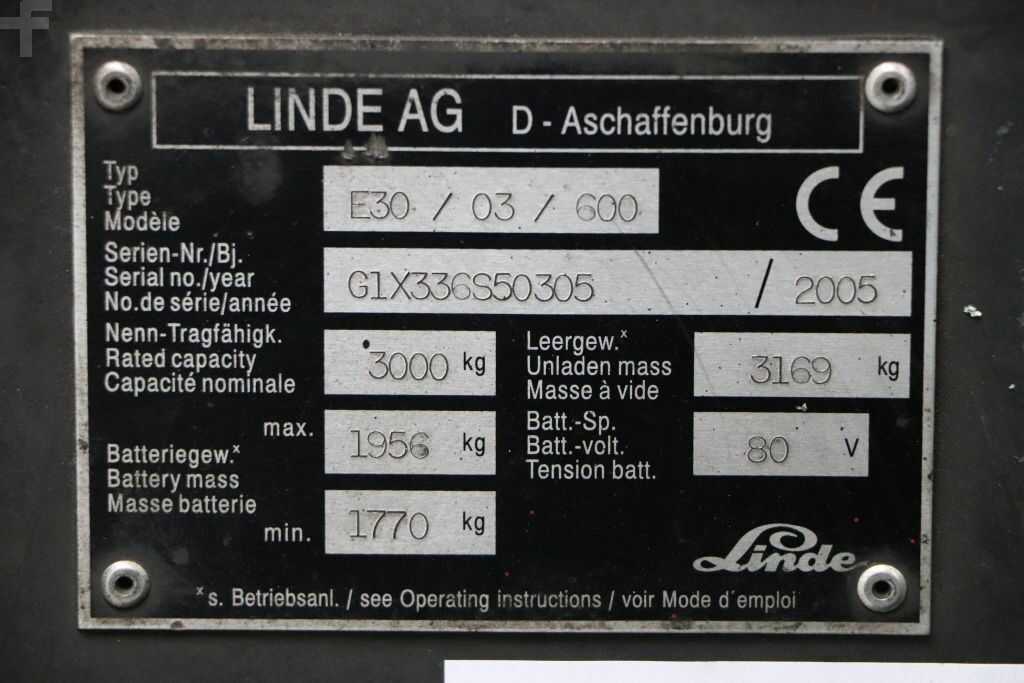 LINDE AG D - Aschaffenburg
Typ
Type
Modèle
E30 / 03 / 600
CE
Serien-Nr./Bj.
Serial no./year
No.de série/année
G1X336S50305 / 2005
Nenn-Tragfähigk.
Rated capacity
Capacité nominale
3000 kg
Leergew.x
Unladen mass
Masse à vide
3169 kg
max.
1956 kg
Batteriegew.x
Battery mass
Masse batterie
min.
1770 kg
Batt.-Sp.
Batt.-volt.
Tension batt.
80 V
Linde
x s. Betriebsanl. / see Operating instructions / voir Mode d'emploi